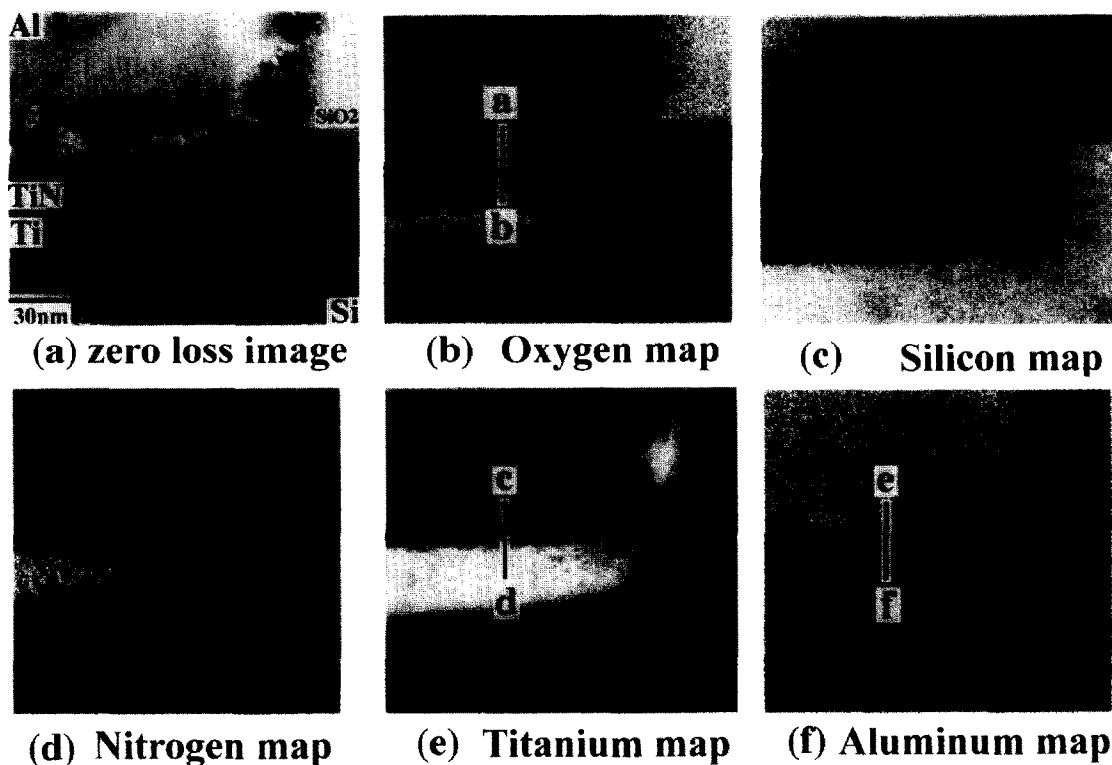 Al
SiO2
TiN
Ti
30nm
Si
a
b
(a) zero loss image
(b) Oxygen map
(c) Silicon map
c
d
e
f
(d) Nitrogen map
(e) Titanium map
(f) Aluminum map